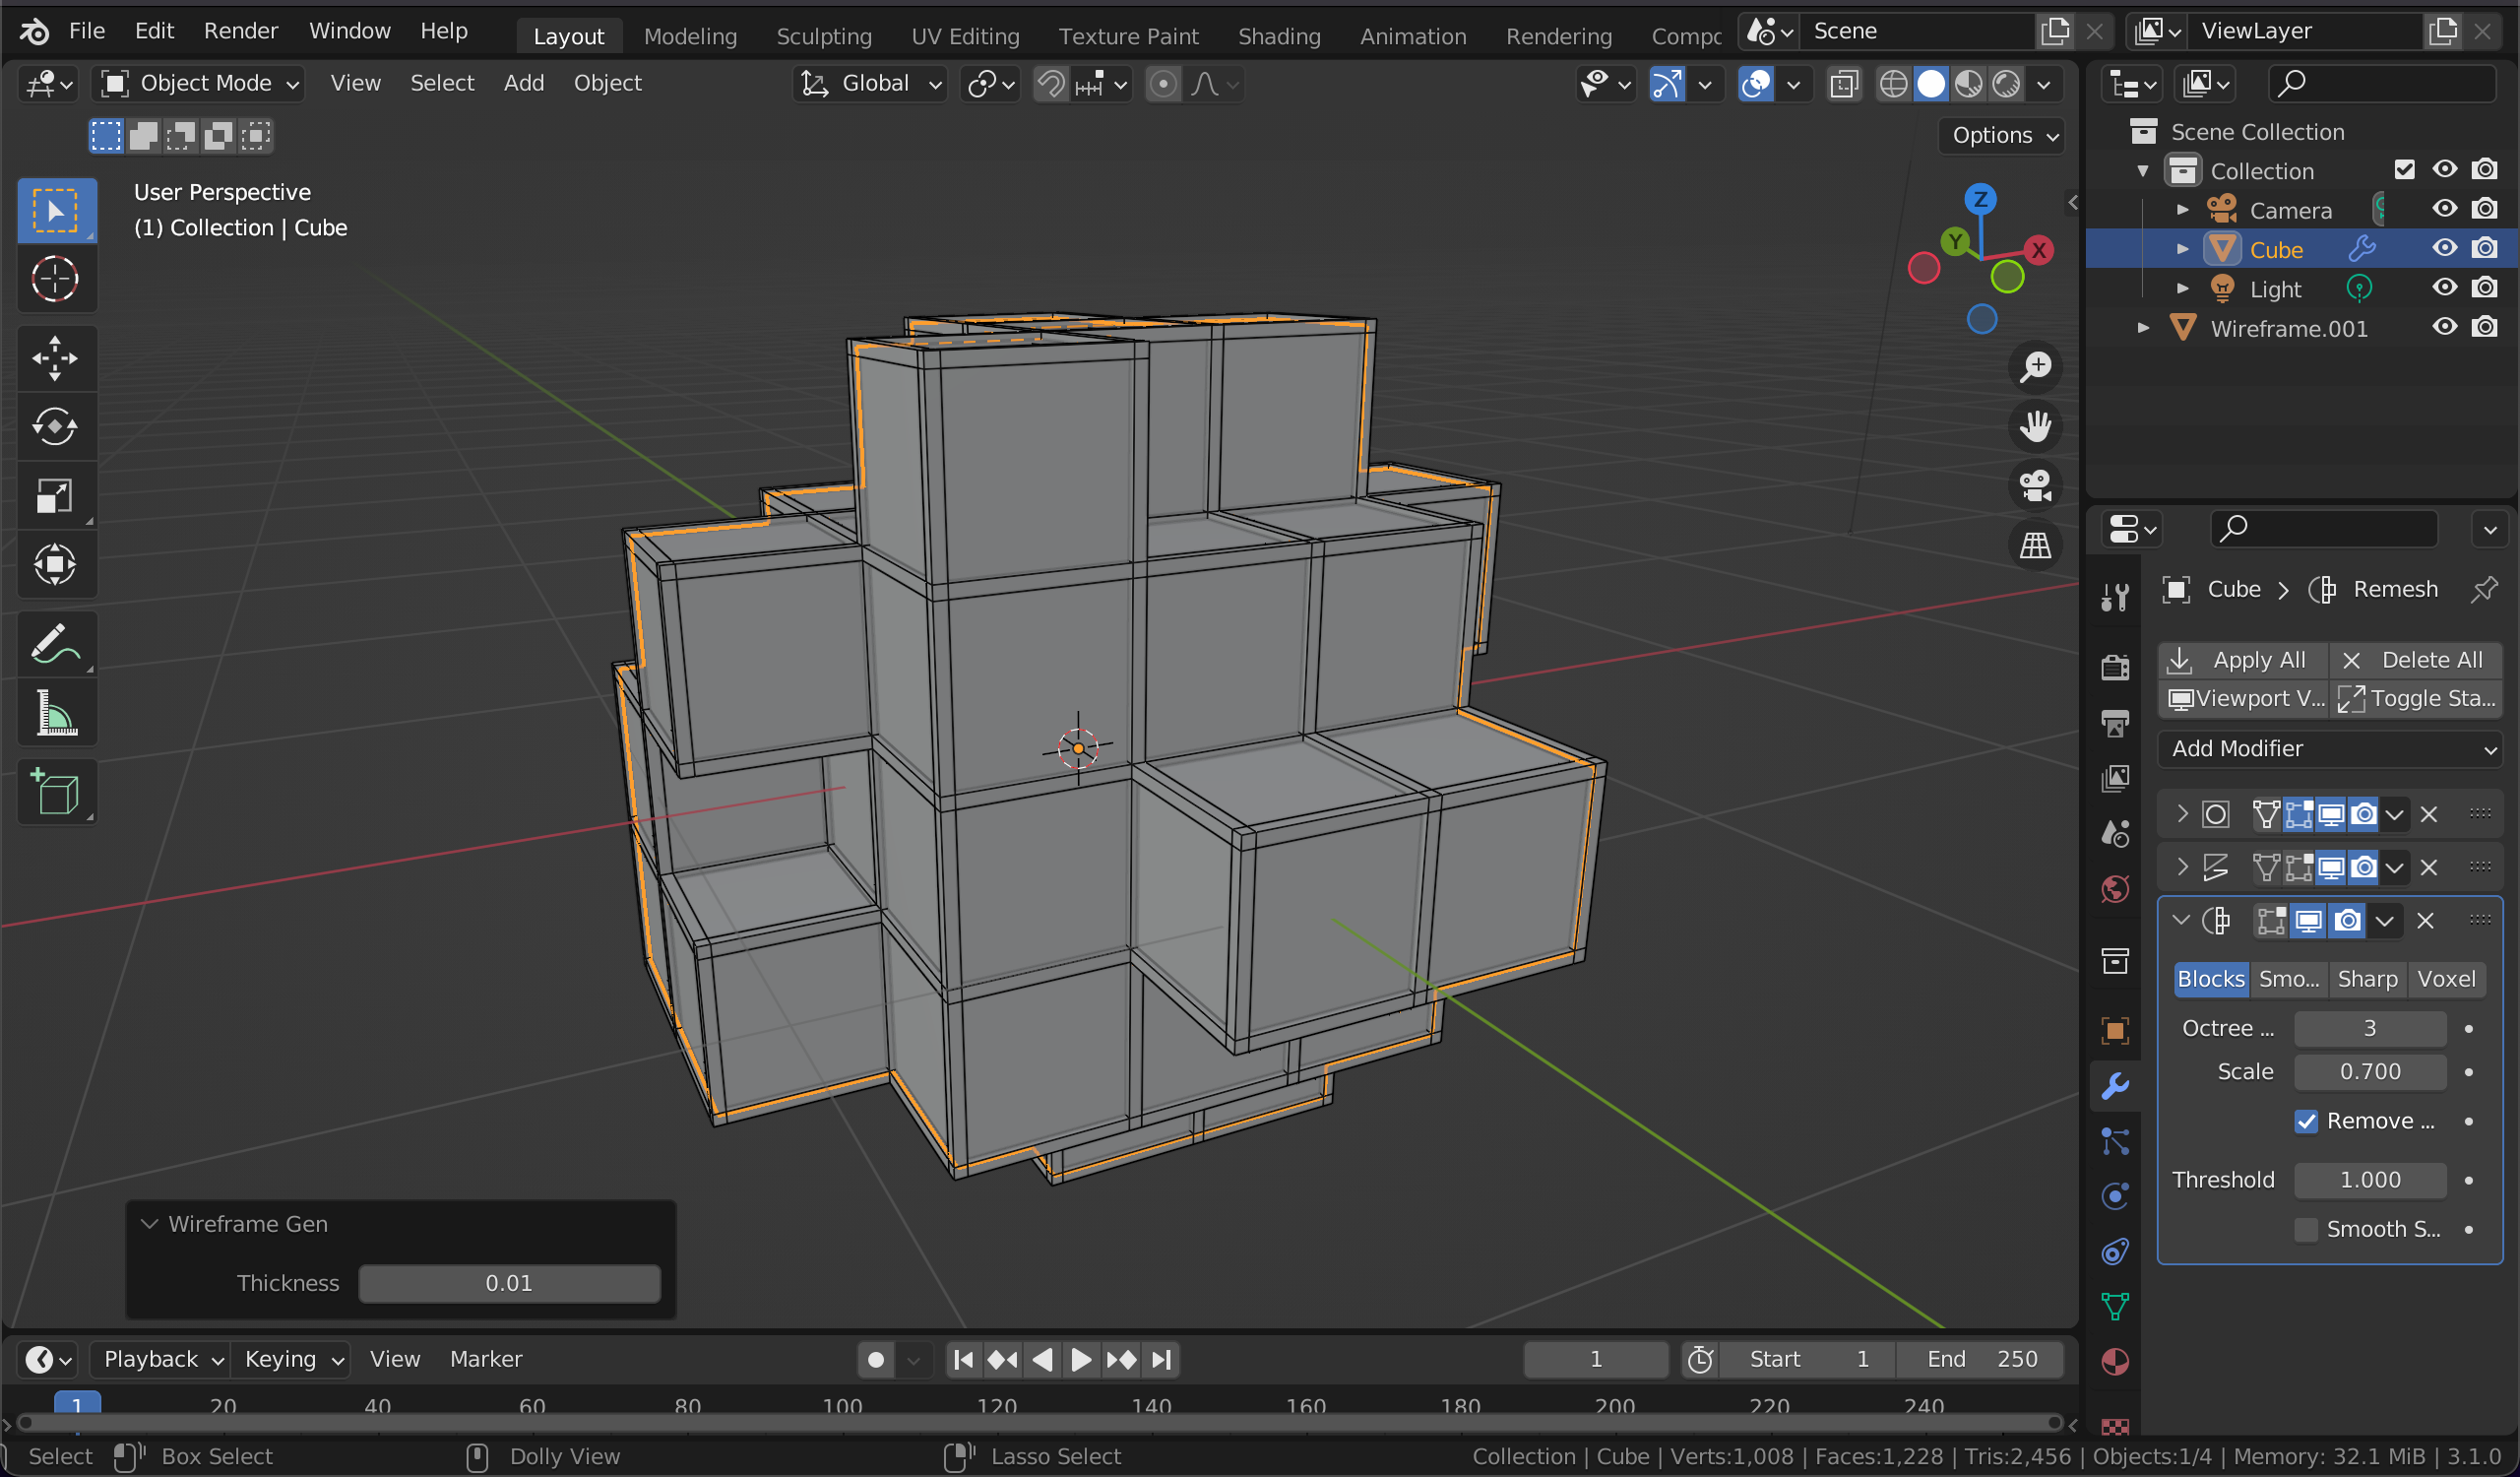 File Edit Render Window Help Layout Modeling Sculpting UV Editing Texture Paint Shading Animation Rendering Scene ViewLayer
Object Mode View Select Add Object Global
Options
User Perspective
(1) Collection | Cube
Z
Y
X
Scene Collection
Collection
Camera
Cube
Light
Wireframe.001
Cube > Remesh
Apply All Delete All
Viewport V... Toggle Sta...
Add Modifier
Blocks Smo... Sharp Voxel
Octree ... 3
Scale 0.700
Remove ...
Threshold 1.000
Smooth S...
Wireframe Gen
Thickness 0.01
Playback Keying View Marker 1 Start 1 End 250
1 20 40 60 80 100 120 140 160 180 200 220 240
Select Box Select Dolly View Lasso Select Collection | Cube | Verts:1,008 | Faces:1,228 | Tris:2,456 | Objects:1/4 | Memory: 32.1 MiB | 3.1.0